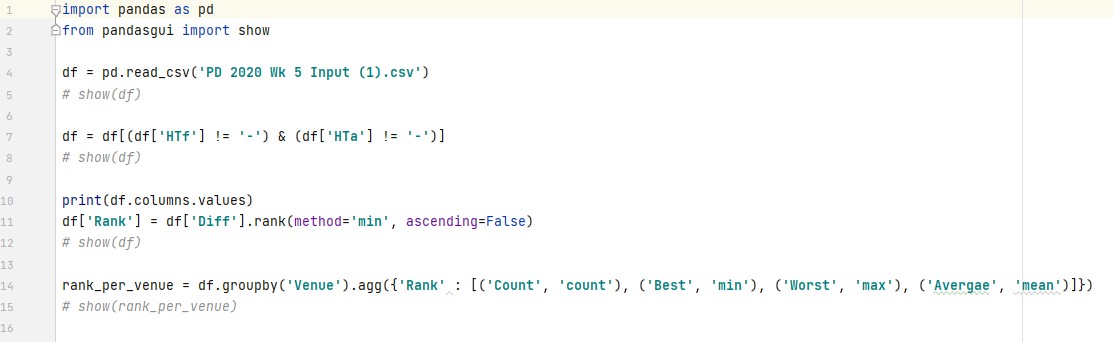 1 import pandas as pd
2 from pandasgui import show
3
4 df = pd.read_csv('PD 2020 Wk 5 Input (1).csv')
5 # show(df)
6
7 df = df[(df['HTf'] != '-') & (df['HTa'] != '-')]
8 # show(df)
9
10 print(df.columns.values)
11 df['Rank'] = df['Diff'].rank(method='min', ascending=False)
12 # show(df)
13
14 rank_per_venue = df.groupby('Venue').agg({'Rank' : [('Count', 'count'), ('Best', 'min'), ('Worst', 'max'), ('Avergae', 'mean')]})
15 # show(rank_per_venue)
16